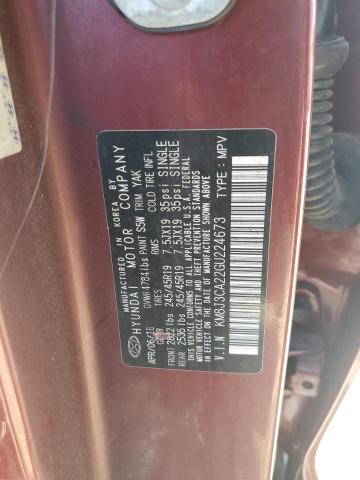 MANUFACTURED IN KOREA BY
HYUNDAI MOTOR COMPANY
APR/06/16 GVWR 4784lbs PAINT S5W TRIM YAK
TIRES RIMS COLD TIRE INFL.
FRONT 2822lbs 245/45R19 7.5JX19 35psi SINGLE
REAR 2536lbs 245/45R19 7.5JX19 35psi SINGLE
THIS VEHICLE CONFORMS TO ALL APPLICABLE U.S. FEDERAL
MOTOR VEHICLE SAFETY, BUMPER, AND THEFT
PREVENTION STANDARDS IN EFFECT ON THE DATE OF
MANUFACTURE SHOWN ABOVE.
V.I.N : KM8J3CA22GU224673 TYPE : MPV